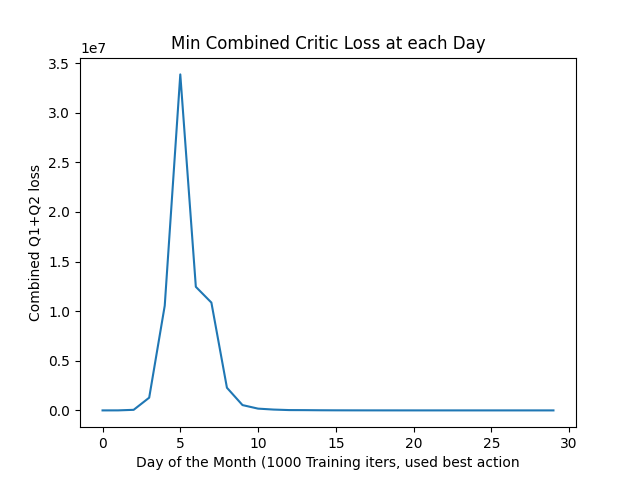 Min Combined Critic Loss at each Day
1e7
3.5
3.0
2.5
2.0
1.5
1.0
0.5
0.0
Combined Q1+Q2 loss
0 5 10 15 20 25 30
Day of the Month (1000 Training iters, used best action